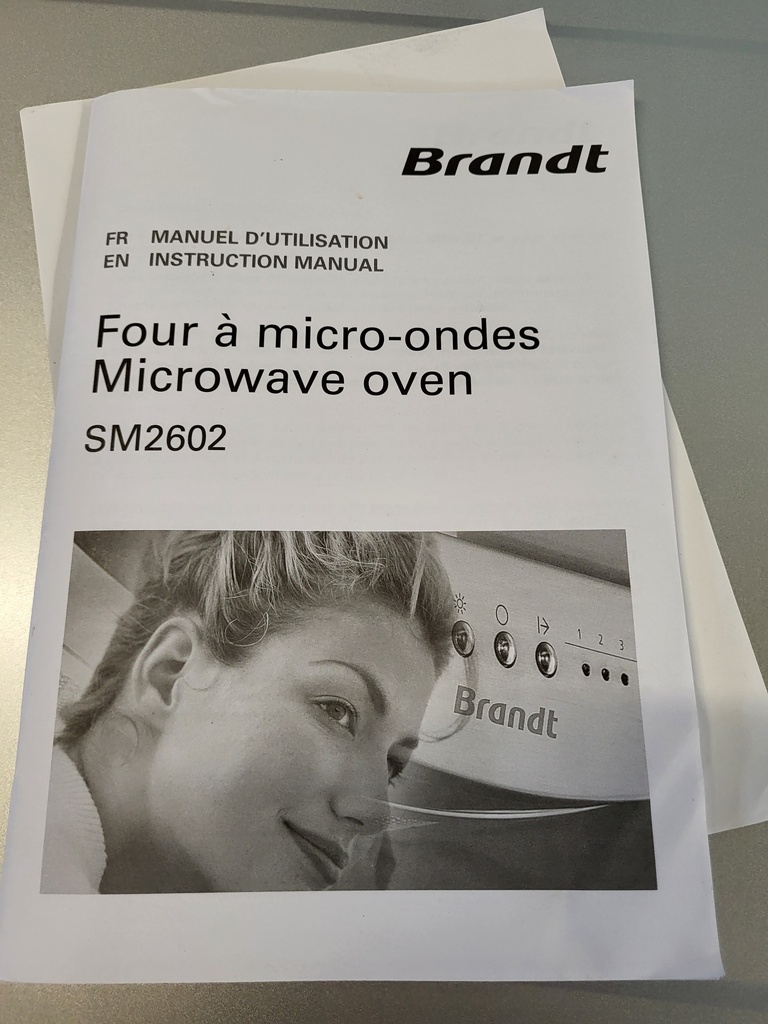 Brandt
FR MANUEL D'UTILISATION
EN INSTRUCTION MANUAL
Four à micro-ondes
Microwave oven
SM2602
1 2 3
Brandt